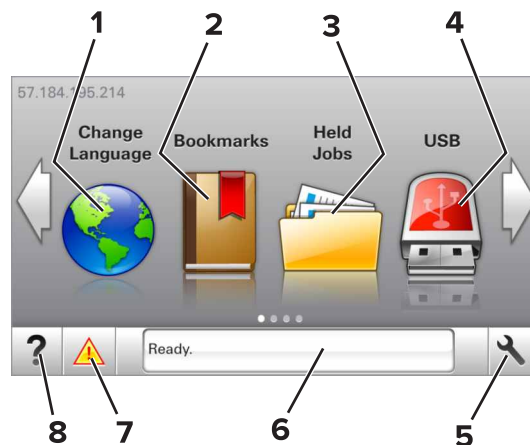 1 2 3 4
57.184.195.214
Change
Language
Bookmarks
Held
Jobs
USB
? Ready.
8 7 6 5